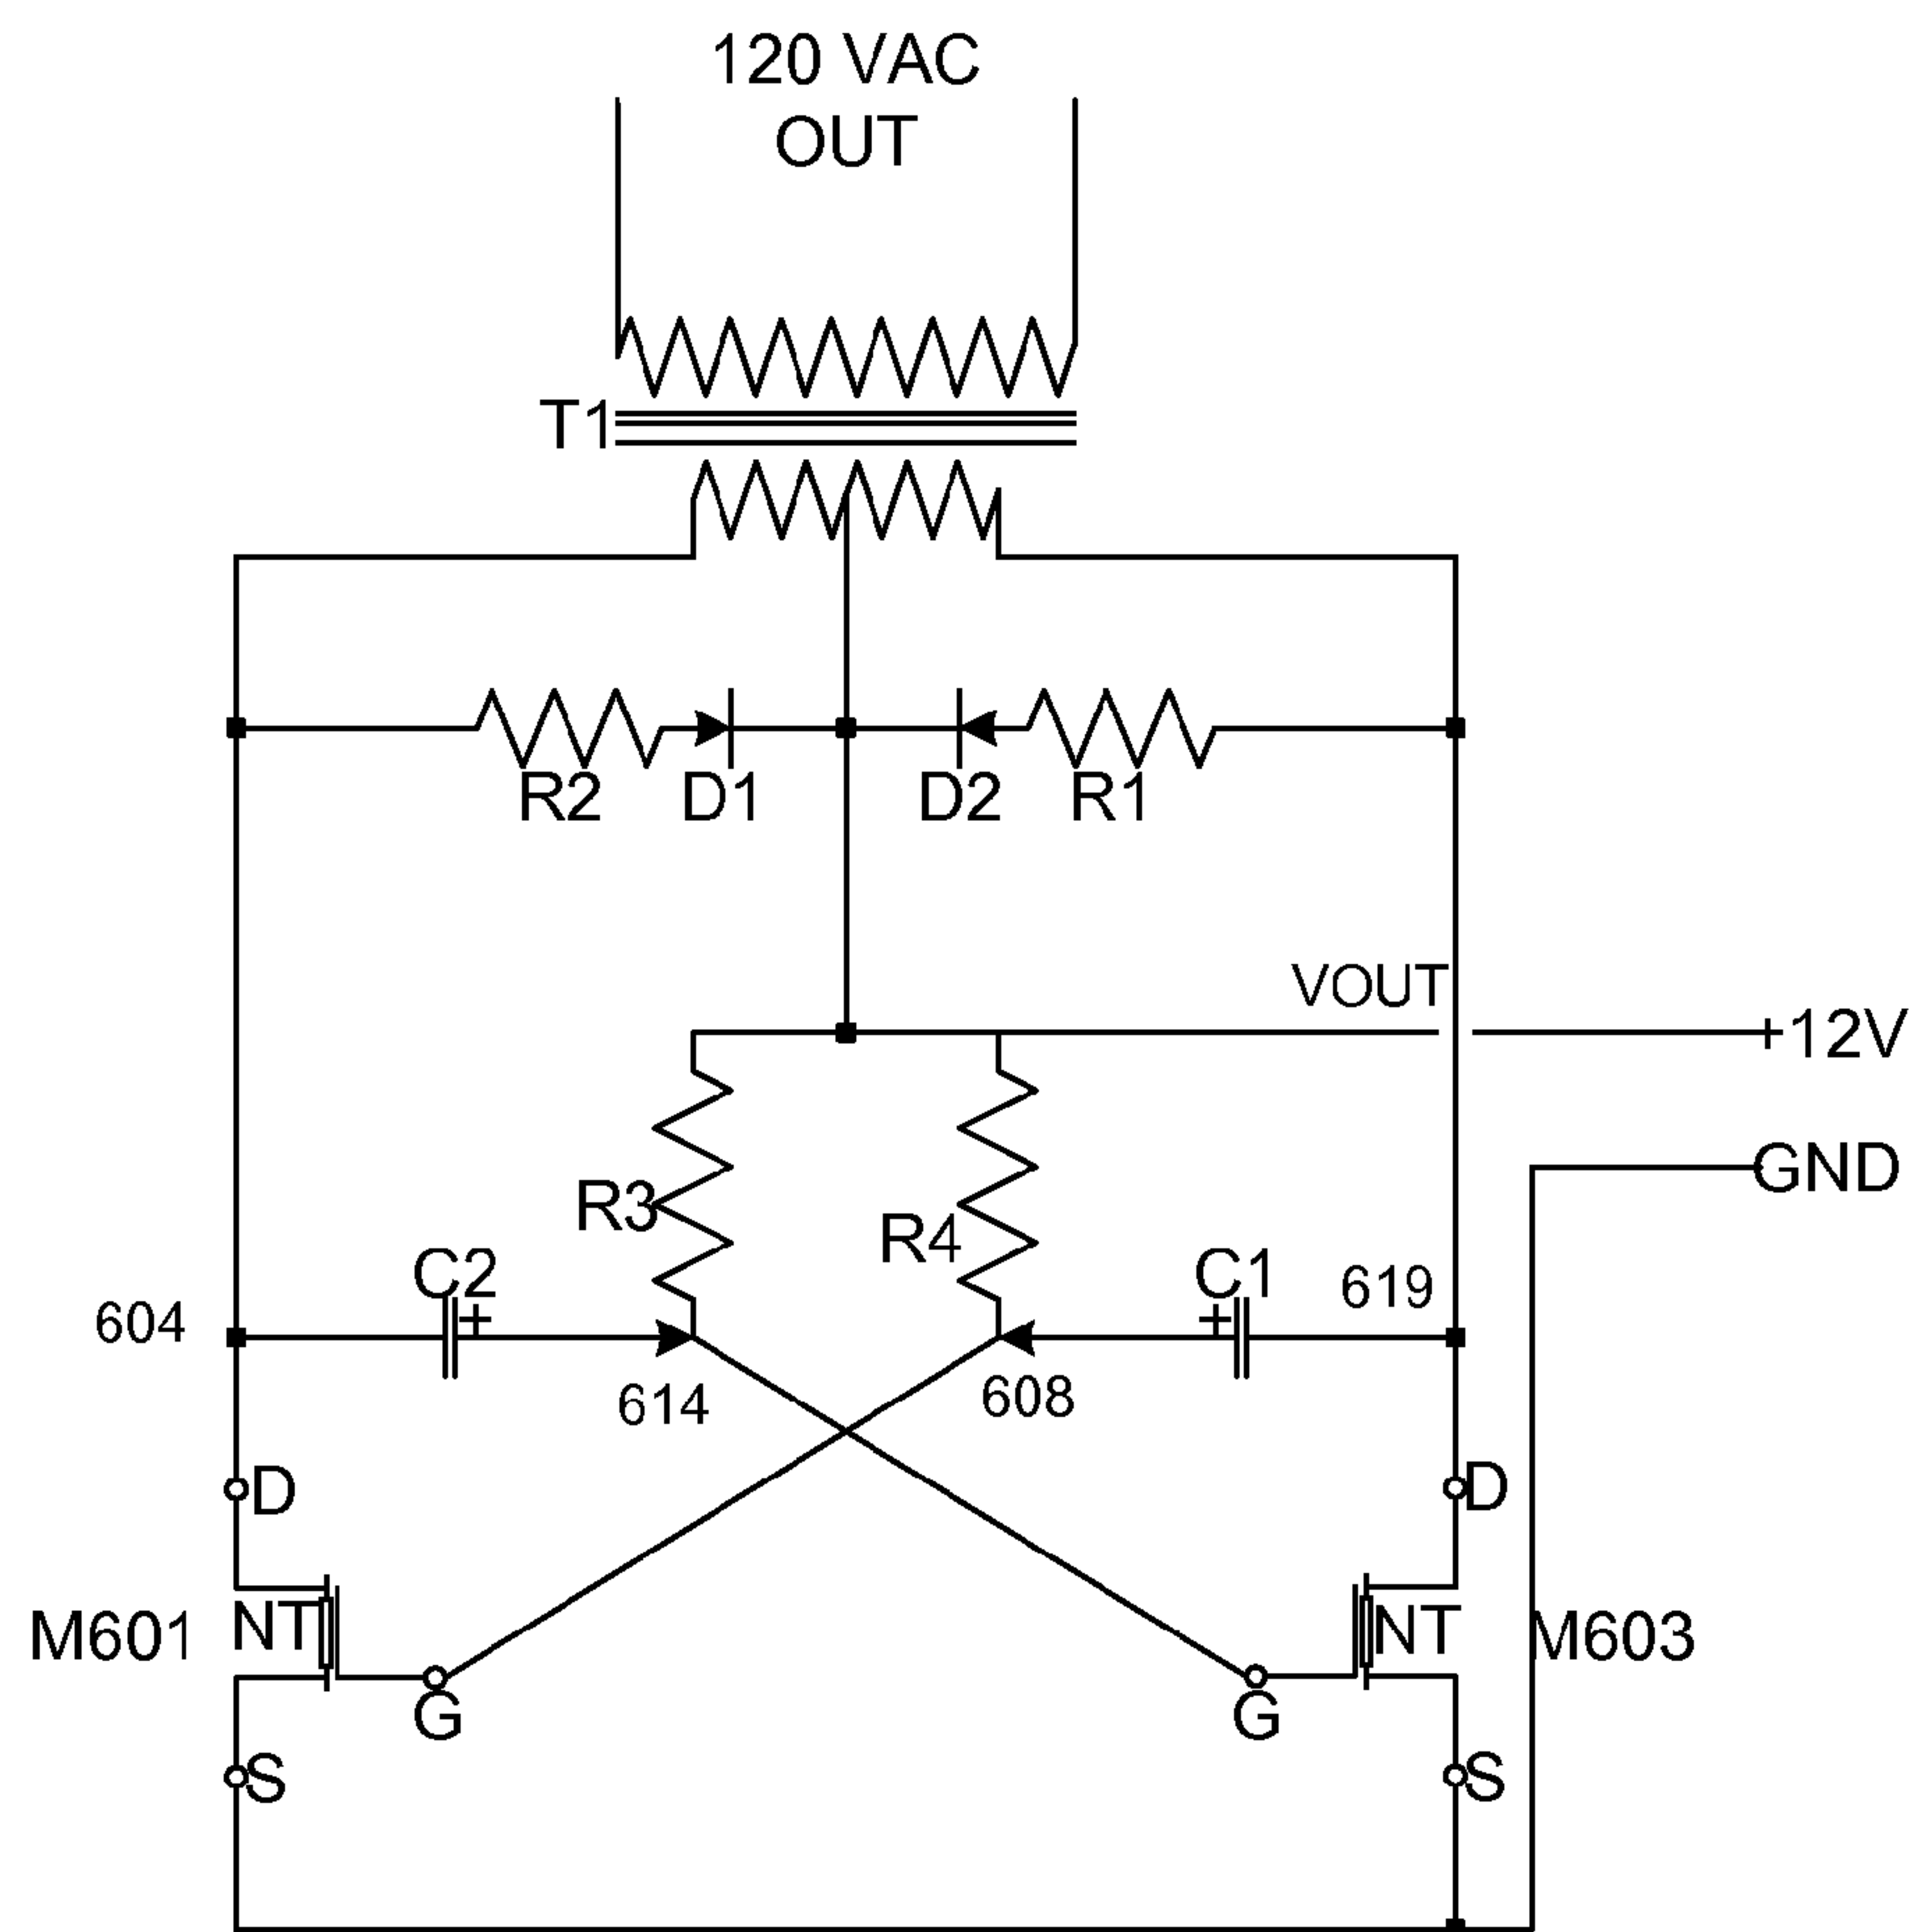 120 VAC
OUT
T1
R2
D1
D2
R1
VOUT
+12V
GND
R3
R4
C2
+
C1
+
604
619
614
608
D
D
M601
NT
NT
M603
G
G
S
S